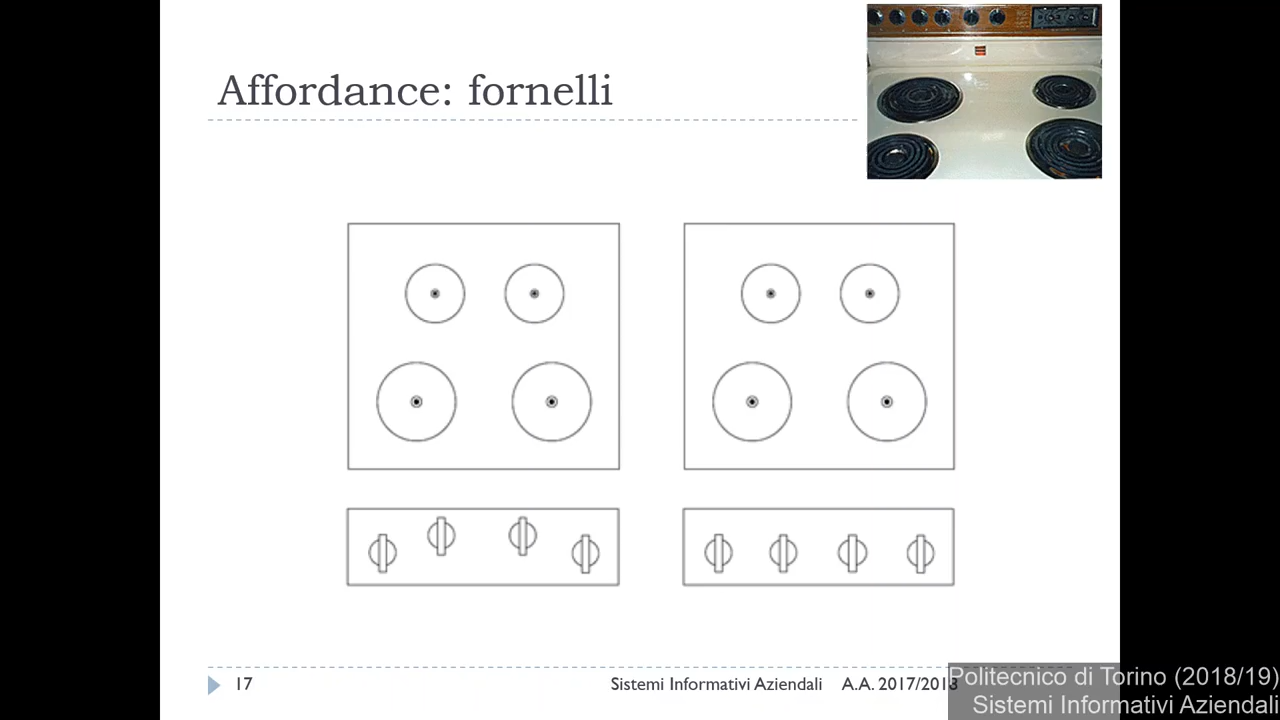 Affordance: fornelli
17
Sistemi Informativi Aziendali
A.A. 2017/2018
Politecnico di Torino (2018/19)
Sistemi Informativi Aziendali